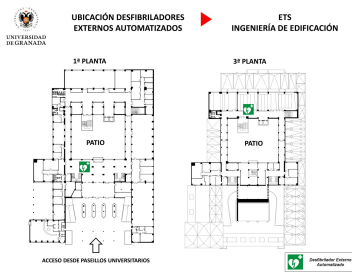 UBICACIÓN DESFIBRILADORES
EXTERNOS AUTOMATIZADOS
ETS
INGENIERÍA DE EDIFICACIÓN
UNIVERSIDAD
DE GRANADA
1ª PLANTA
3ª PLANTA
PATIO
PATIO
ACCESO DESDE PASEILLOS UNIVERSITARIOS
Desfibrilador Externo
Automatizado